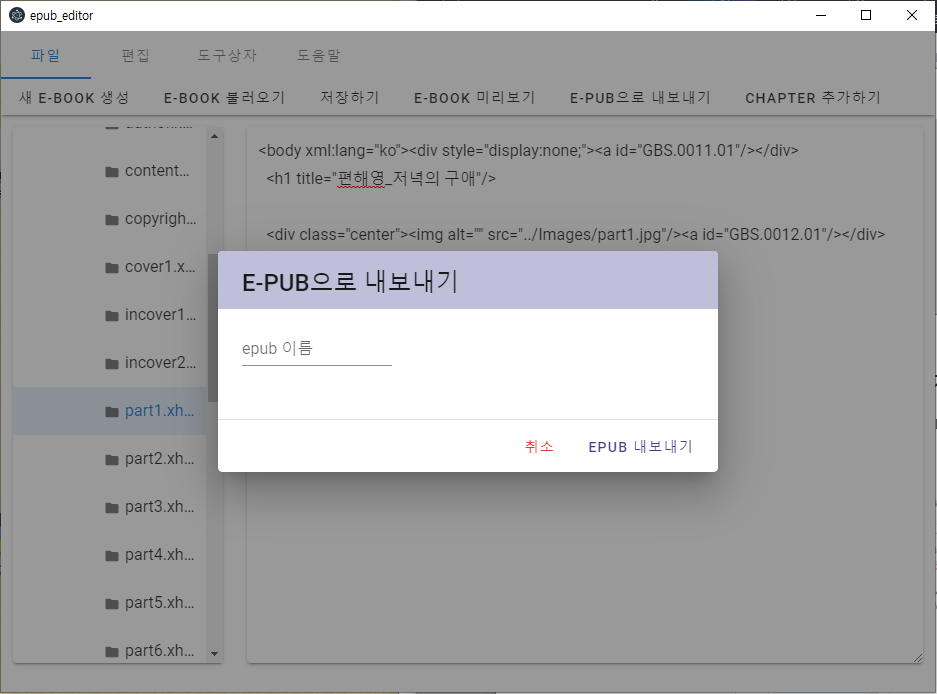 epub_editor
파일 편집 도구상자 도움말
새 E-BOOK 생성 E-BOOK 불러오기 저장하기 E-BOOK 미리보기 E-PUB으로 내보내기 CHAPTER 추가하기
content...
copyrigh...
cover1.x...
incover1...
incover2...
part1.xh...
part2.xh...
part3.xh...
part4.xh...
part5.xh...
part6.xh...
<body xml:lang="ko"><div style="display:none;"><a id="GBS.0011.01"/></div>
<h1 title="편해영_저녁의 구애"/>
<div class="center"><img alt="" src="../Images/part1.jpg"/><a id="GBS.0012.01"/></div>
E-PUB으로 내보내기
epub 이름
취소 EPUB 내보내기